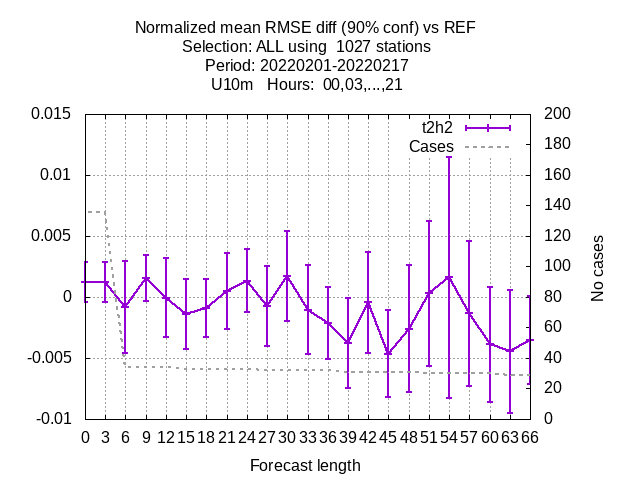 Normalized mean RMSE diff (90% conf) vs REF
Selection: ALL using  1027 stations
Period: 20220201-20220217
U10m   Hours:  00,03,...,21
0.015
0.01
0.005
0
-0.005
-0.01
t2h2
Cases
200
180
160
140
120
100
80
60
40
20
0
No cases
0 3 6 9 12 15 18 21 24 27 30 33 36 39 42 45 48 51 54 57 60 63 66
Forecast length